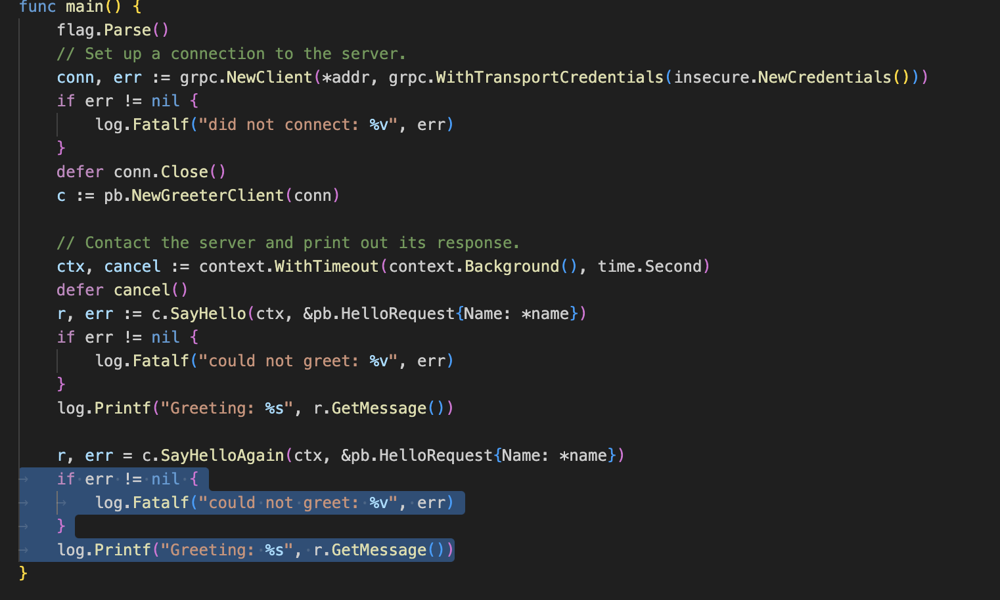 func main() {
    flag.Parse()
    // Set up a connection to the server.
    conn, err := grpc.NewClient(*addr, grpc.WithTransportCredentials(insecure.NewCredentials()))
    if err != nil {
        log.Fatalf("did not connect: %v", err)
    }
    defer conn.Close()
    c := pb.NewGreeterClient(conn)

    // Contact the server and print out its response.
    ctx, cancel := context.WithTimeout(context.Background(), time.Second)
    defer cancel()
    r, err := c.SayHello(ctx, &pb.HelloRequest{Name: *name})
    if err != nil {
        log.Fatalf("could not greet: %v", err)
    }
    log.Printf("Greeting: %s", r.GetMessage())

    r, err = c.SayHelloAgain(ctx, &pb.HelloRequest{Name: *name})
    if err != nil {
        log.Fatalf("could not greet: %v", err)
    }
    log.Printf("Greeting: %s", r.GetMessage())
}